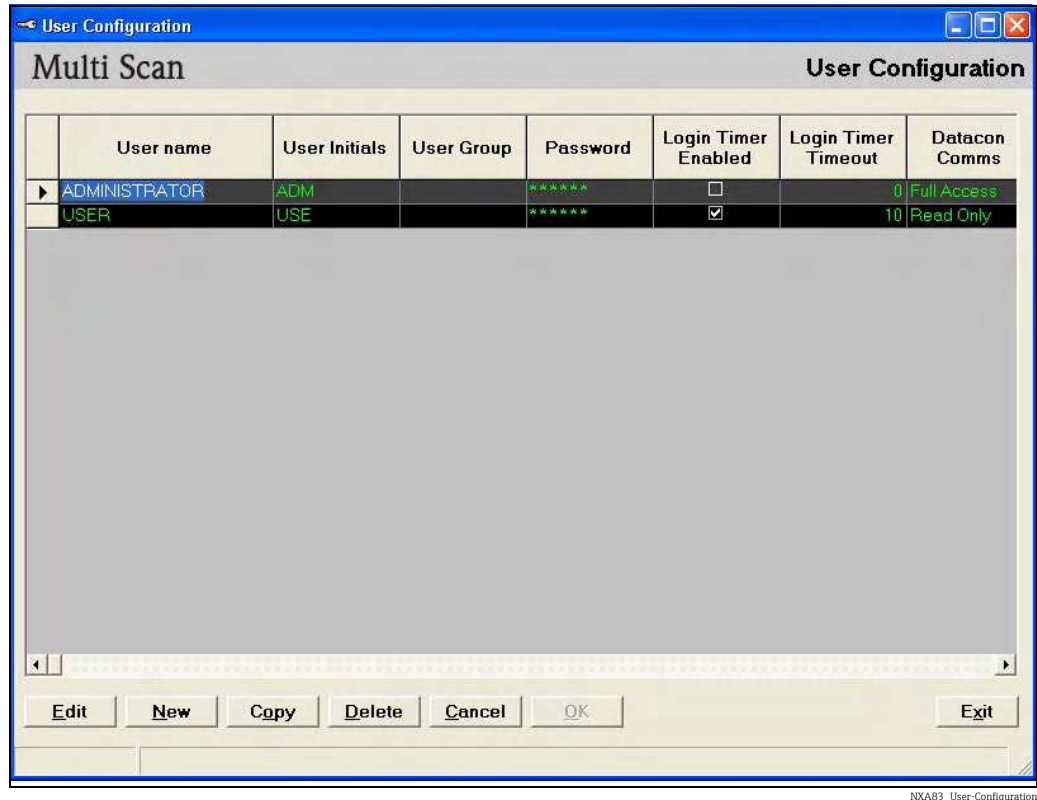 User Configuration
Multi Scan
User Configuration
User name User Initials User Group Password Login Timer Enabled Login Timer Timeout Datacon Comms
ADMINISTRATOR ADM ****** 0 Full Access
USER USE ****** 10 Read Only
Edit New Copy Delete Cancel OK Exit
NXA83_User-Configuration